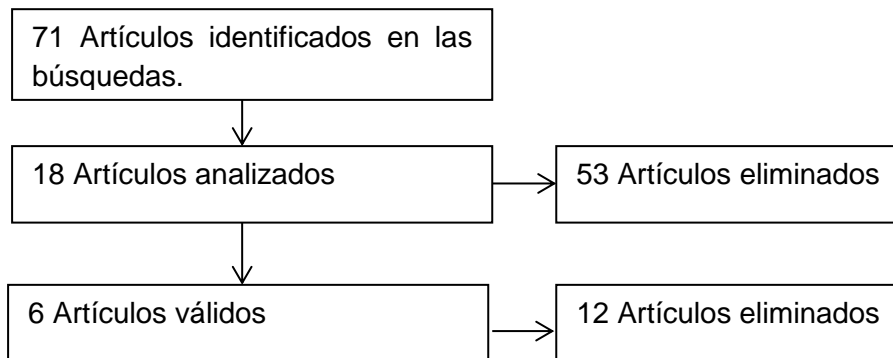 71 Artículos identificados en las
búsquedas.
18 Artículos analizados
53 Artículos eliminados
6 Artículos válidos
12 Artículos eliminados